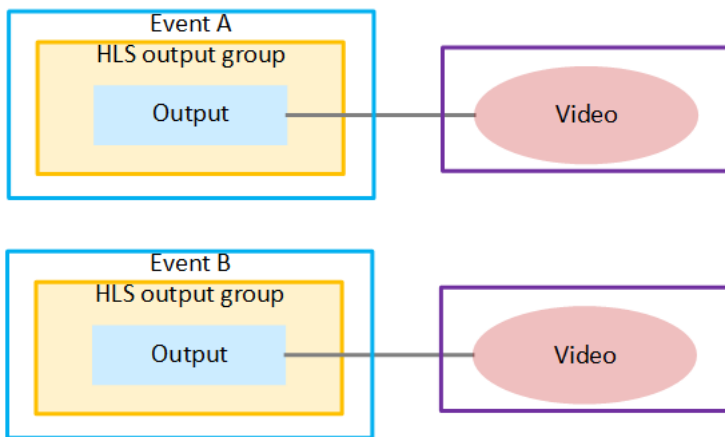 Event A
HLS output group
Output
Video
Event B
HLS output group
Output
Video